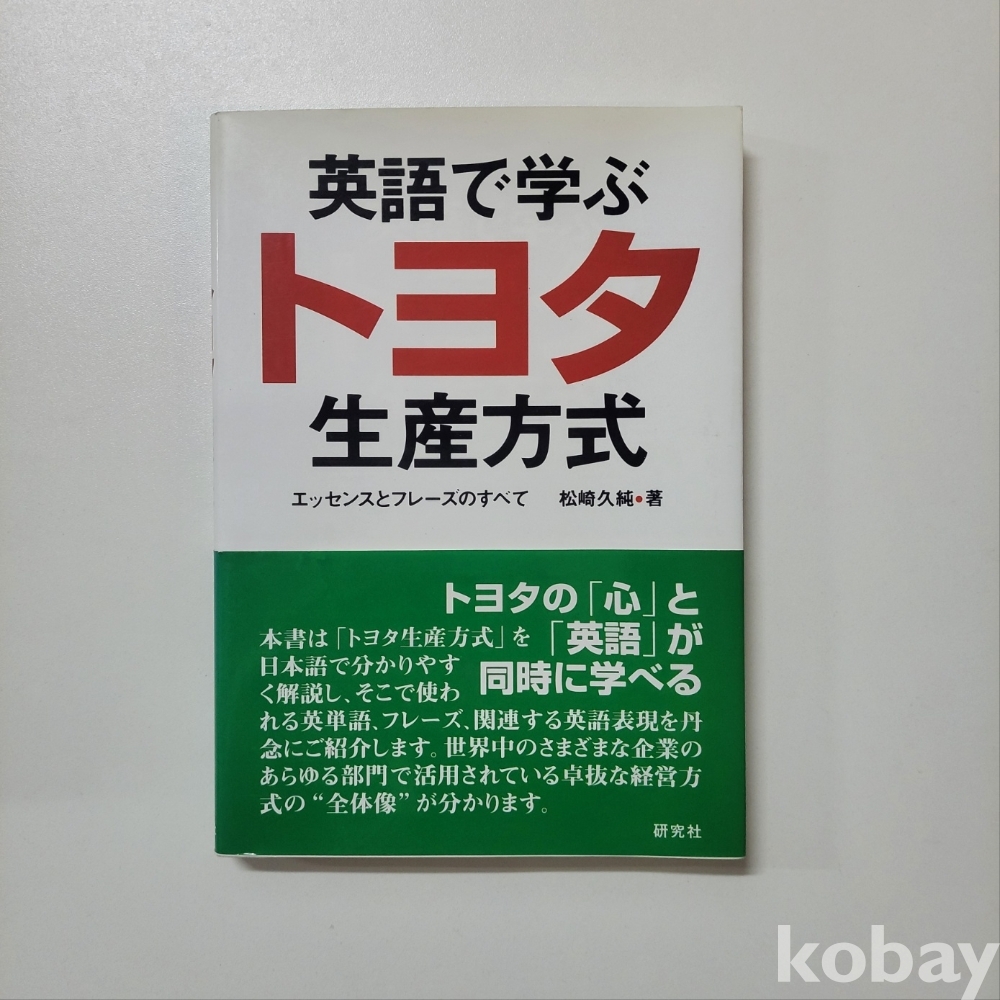 英語で学ぶ
トヨタ
生産方式
エッセンスとフレーズのすべて 松崎久純●著
トヨタの「心」と
「英語」が
同時に学べる
本書は「トヨタ生産方式」を
日本語で分かりやす
く解説し、そこで使わ
れる英単語、フレーズ、関連する英語表現を丹
念にご紹介します。世界中のさまざまな企業の
あらゆる部門で活用されている卓抜な経営方
式の“全体像”が分かります。
研究社
kobay